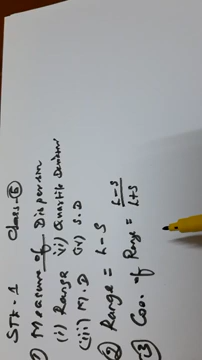 STA - 1 Class - 6
1) Measure of Dispersion
(i) Range (ii) Quartile Deviation
(iii) M.D (iv) S.D
2) Range = L - S
3) Coe. of Range = L-S / L+S